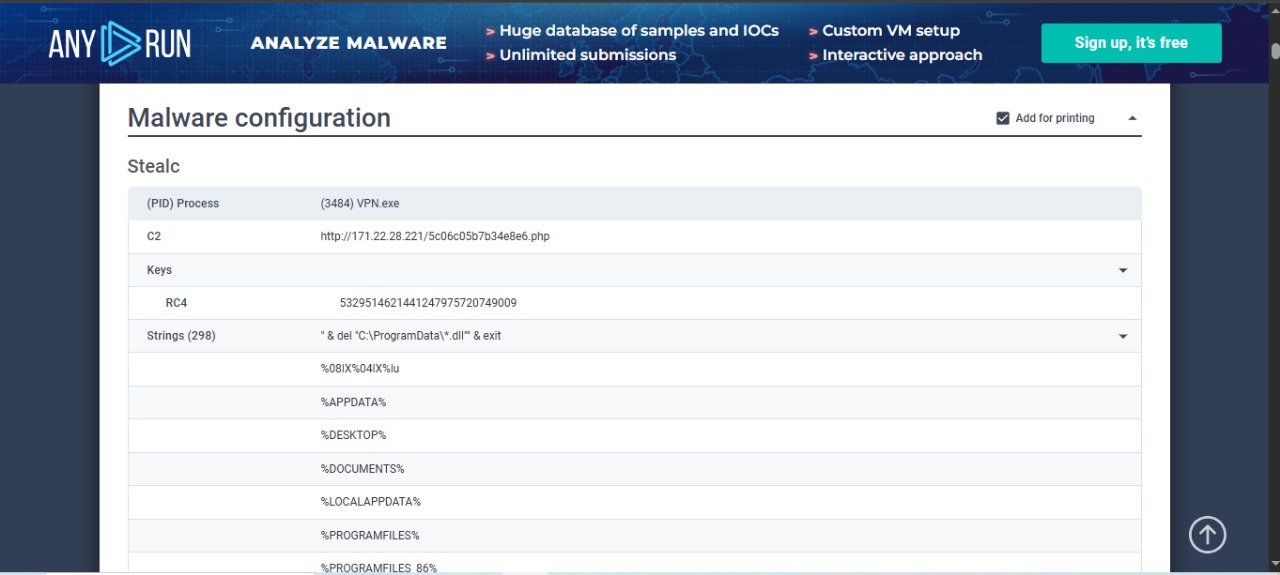 ANY RUN
ANALYZE MALWARE
> Huge database of samples and IOCs
> Unlimited submissions
> Custom VM setup
> Interactive approach
Sign up, it's free
Malware configuration
Add for printing
Stealc
(PID) Process (3484) VPN.exe
C2 http://171.22.28.221/5c06c05b7b34e8e6.php
Keys
RC4 5329514621441247975720749009
Strings (298) " & del "C:\ProgramData\*.dll"" & exit
%08lX%04lX%lu
%APPDATA%
%DESKTOP%
%DOCUMENTS%
%LOCALAPPDATA%
%PROGRAMFILES%
%PROGRAMFILES_86%